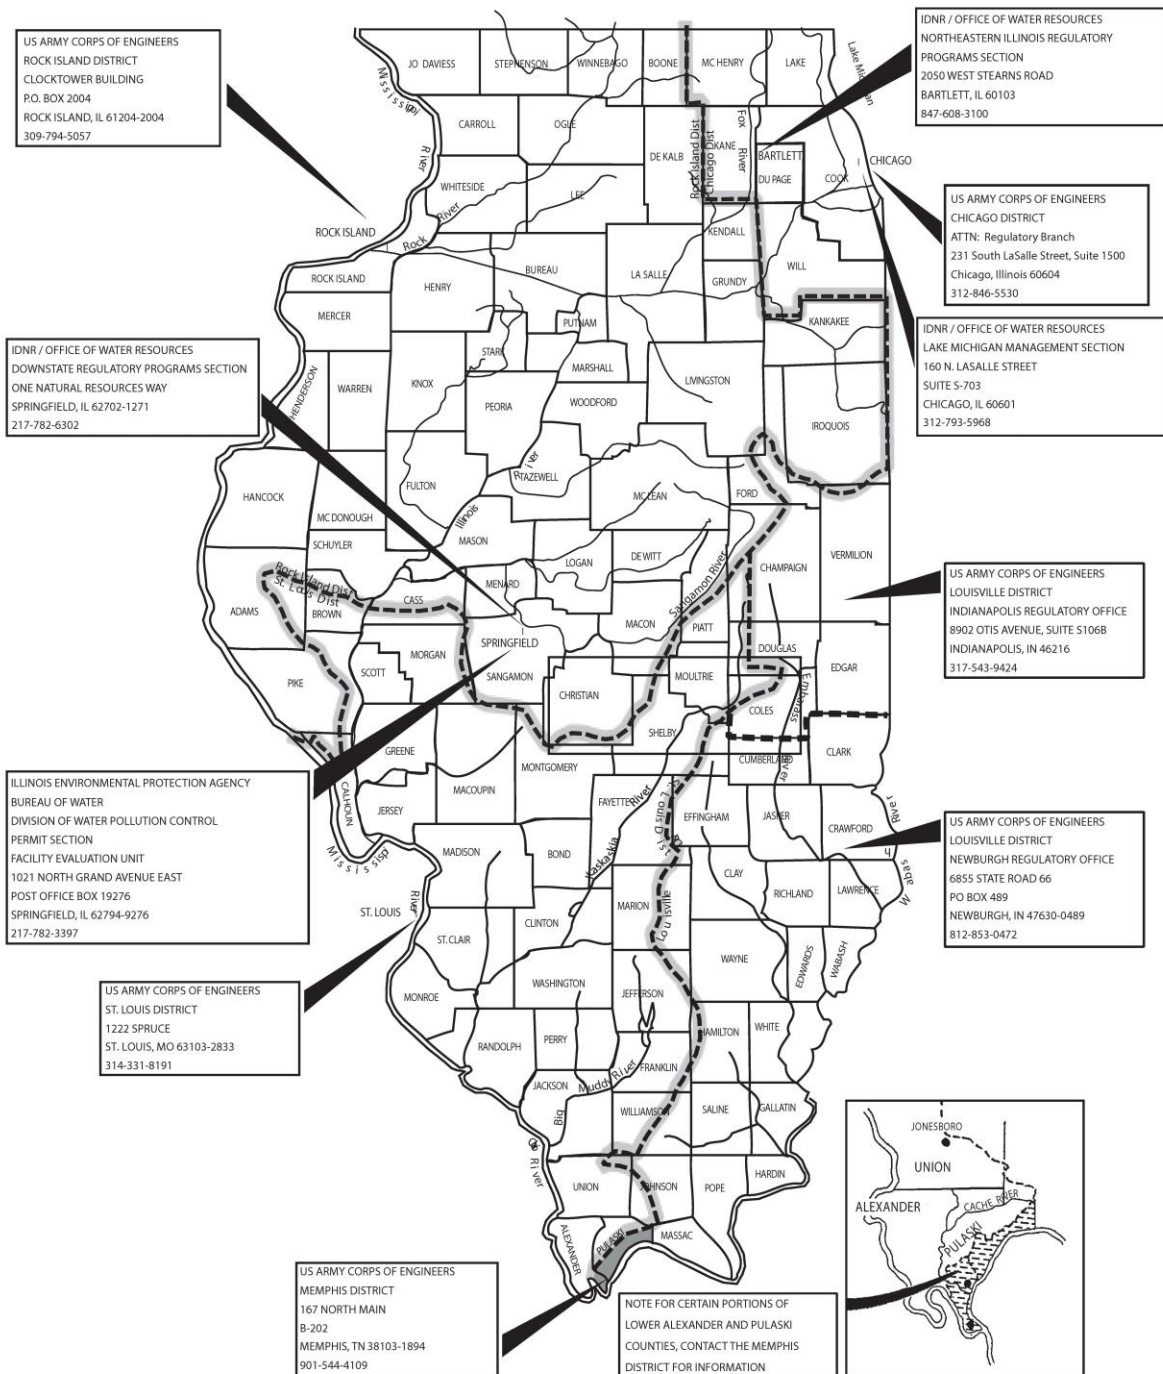 US ARMY CORPS OF ENGINEERS
ROCK ISLAND DISTRICT
CLOCKTOWER BUILDING
P.O. BOX 2004
ROCK ISLAND, IL 61204-2004
309-794-5057
IDNR / OFFICE OF WATER RESOURCES
NORTHEASTERN ILLINOIS REGULATORY
PROGRAMS SECTION
2050 WEST STEARNS ROAD
BARTLETT, IL 60103
847-608-3100
US ARMY CORPS OF ENGINEERS
CHICAGO DISTRICT
ATTN: Regulatory Branch
231 South LaSalle Street, Suite 1500
Chicago, Illinois 60604
312-846-5530
IDNR / OFFICE OF WATER RESOURCES
LAKE MICHIGAN MANAGEMENT SECTION
160 N. LASALLE STREET
SUITE S-703
CHICAGO, IL 60601
312-793-5968
IDNR / OFFICE OF WATER RESOURCES
DOWNSTATE REGULATORY PROGRAMS SECTION
ONE NATURAL RESOURCES WAY
SPRINGFIELD, IL 62702-1271
217-782-6302
US ARMY CORPS OF ENGINEERS
LOUISVILLE DISTRICT
INDIANAPOLIS REGULATORY OFFICE
8902 OTIS AVENUE, SUITE S106B
INDIANAPOLIS, IN 46216
317-543-9424
ILLINOIS ENVIRONMENTAL PROTECTION AGENCY
BUREAU OF WATER
DIVISION OF WATER POLLUTION CONTROL
PERMIT SECTION
FACILITY EVALUATION UNIT
1021 NORTH GRAND AVENUE EAST
POST OFFICE BOX 19276
SPRINGFIELD, IL 62794-9276
217-782-3397
US ARMY CORPS OF ENGINEERS
LOUISVILLE DISTRICT
NEWBURGH REGULATORY OFFICE
6855 STATE ROAD 66
PO BOX 489
NEWBURGH, IN 47630-0489
812-853-0472
US ARMY CORPS OF ENGINEERS
ST. LOUIS DISTRICT
1222 SPRUCE
ST. LOUIS, MO 63103-2833
314-331-8191
US ARMY CORPS OF ENGINEERS
MEMPHIS DISTRICT
167 NORTH MAIN
B-202
MEMPHIS, TN 38103-1894
901-544-4109
NOTE FOR CERTAIN PORTIONS OF
LOWER ALEXANDER AND PULASKI
COUNTIES, CONTACT THE MEMPHIS
DISTRICT FOR INFORMATION
JO DAVIESS
STEPHENSON
WINNEBAGO
BOONE
MC HENRY
LAKE
CARROLL
OGLE
DE KALB
KANE
Fox
River
BARTLETT
DU PAGE
COOK
CHICAGO
Rock Island Dist
Chicago Dist
River
WHITESIDE
LEE
Rock River
ROCK ISLAND
KENDALL
WILL
ROCK ISLAND
HENRY
BUREAU
LA SALLE
GRUNDY
MERCER
PUTNAM
KANKAKEE
STARK
MARSHALL
HENDERSON
WARREN
KNOX
PEORIA
WOODFORD
LIVINGSTON
IROQUOIS
River
TAZEWELL
FULTON
HANCOCK
MC DONOUGH
MC LEAN
FORD
Illinois
SCHUYLER
MASON
LOGAN
DE WITT
CHAMPAIGN
VERMILION
Rock Island Dist
St. Louis Dist
MENARD
Sangamon River
ADAMS
BROWN
CASS
MACON
PIATT
SPRINGFIELD
DOUGLAS
EDGAR
PIKE
SCOTT
MORGAN
SANGAMON
CHRISTIAN
MOULTRIE
COLES
Embarass
River
SHELBY
GREENE
MONTGOMERY
CUMBERLAND
CLARK
CALHOUN
MACOUPIN
FAYETTE
JERSEY
EFFINGHAM
JASPER
CRAWFORD
MADISON
BOND
Kaskaskia River
CLAY
RICHLAND
LAWRENCE
River
ST. LOUIS
MARION
Louisville
ST. CLAIR
CLINTON
WAYNE
EDWARDS
WABASH
MONROE
WASHINGTON
JEFFERSON
HAMILTON
WHITE
RANDOLPH
PERRY
FRANKLIN
JACKSON
Big
Muddy River
WILLIAMSON
SALINE
GALLATIN
UNION
JOHNSON
POPE
HARDIN
ALEXANDER
PULASKI
MASSAC
JONESBORO
UNION
ALEXANDER
CACHE RIVER
PULASKI